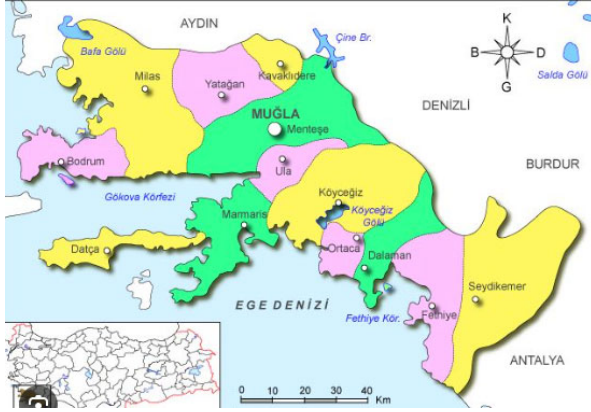 AYDIN
K
B
D
G
Bafa Gölü
Çine Br.
Salda Gölü
Milas
Yatağan
Kavaklıdere
DENİZLİ
MUĞLA
Menteşe
BURDUR
Bodrum
Ula
Gökova Körfezi
Köyceğiz
Köyceğiz
Gölü
Marmaris
Datça
Ortaca
Dalaman
EGE DENİZİ
Seydikemer
Fethiye
Fethiye Kör.
ANTALYA
0 10 20 30 40
Km